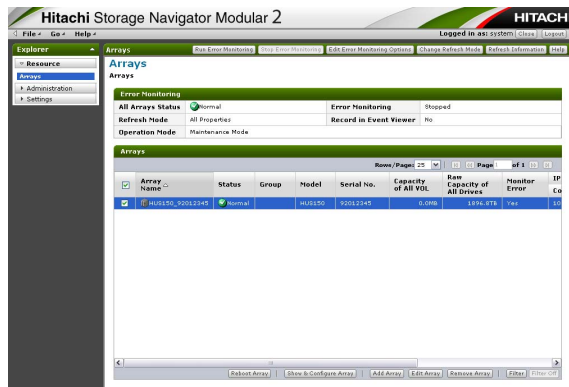 Hitachi Storage Navigator Modular 2
HITACH
File Go Help
Logged in as: system Close Logout
Explorer
Arrays Run Error Monitoring Stop Error Monitoring Edit Error Monitoring Options Change Refresh Mode Refresh Information Help
Resource
Arrays
Administration
Settings
Arrays
Arrays
Error Monitoring
All Arrays Status Normal Error Monitoring Stopped
Refresh Mode All Properties Record in Event Viewer No
Operation Mode Maintenance Mode
Arrays
Rows/Page: 25 Page 1 of 1
Array Name Status Group Model Serial No. Capacity of All VOL Raw Capacity of All Drives Monitor Error IP
Co
HUS150_92012345 Normal HUS150 92012345 0.0MB 1896.8TB Yes 10
Reboot Array Show & Configure Array Add Array Edit Array Remove Array Filter Filter Off